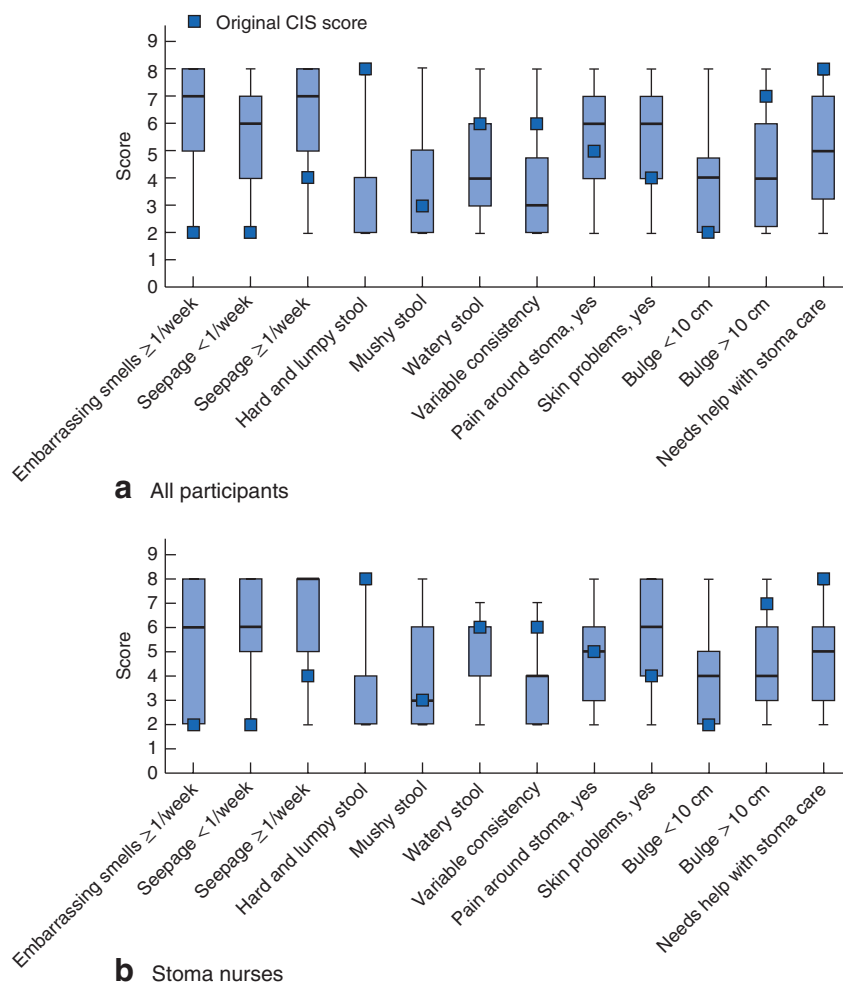 Original CIS score
9
8
7
6
5
4
3
2
1
0
Score
Embarrassing smells ≥ 1/week
Seepage <1/week
Seepage ≥ 1/week
Hard and lumpy stool
Mushy stool
Watery stool
Variable consistency
Pain around stoma, yes
Skin problems, yes
Bulge <10 cm
Bulge > 10 cm
Needs help with stoma care
a All participants
9
8
7
6
5
4
3
2
1
0
Score
Embarrassing smells ≥ 1/week
Seepage <1/week
Seepage ≥ 1/week
Hard and lumpy stool
Mushy stool
Watery stool
Variable consistency
Pain around stoma, yes
Skin problems, yes
Bulge < 10 cm
Bulge > 10 cm
Needs help with stoma care
b Stoma nurses